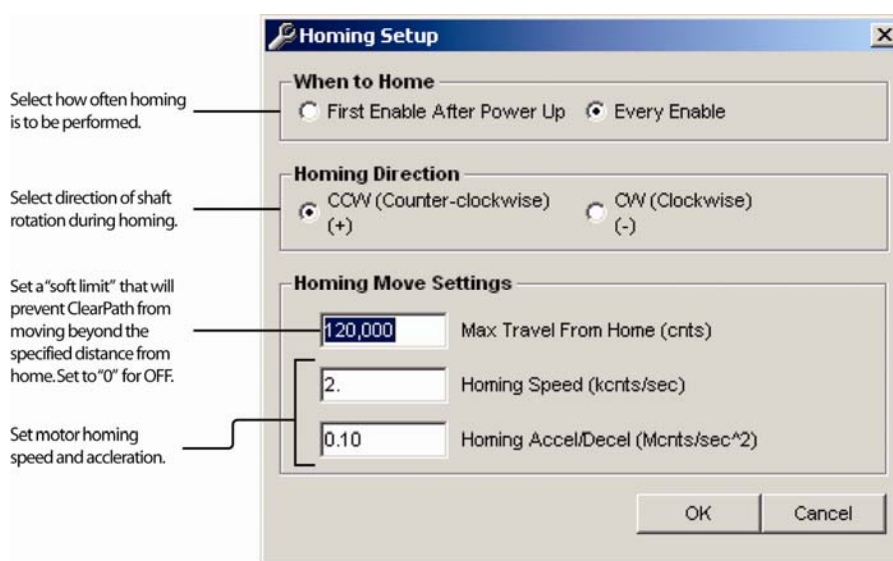 Homing Setup
Select how often homing
is to be performed.
When to Home
First Enable After Power Up
Every Enable
Select direction of shaft
rotation during homing.
Homing Direction
CCW (Counter-clockwise)
(+)
CW (Clockwise)
(-)
Set a "soft limit" that will
prevent ClearPath from
moving beyond the
specified distance from
home. Set to "0" for OFF.
Homing Move Settings
120,000 Max Travel From Home (cnts)
2. Homing Speed (kcnts/sec)
Set motor homing
speed and accleration.
0.10 Homing Accel/Decel (Mcnts/sec^2)
OK
Cancel